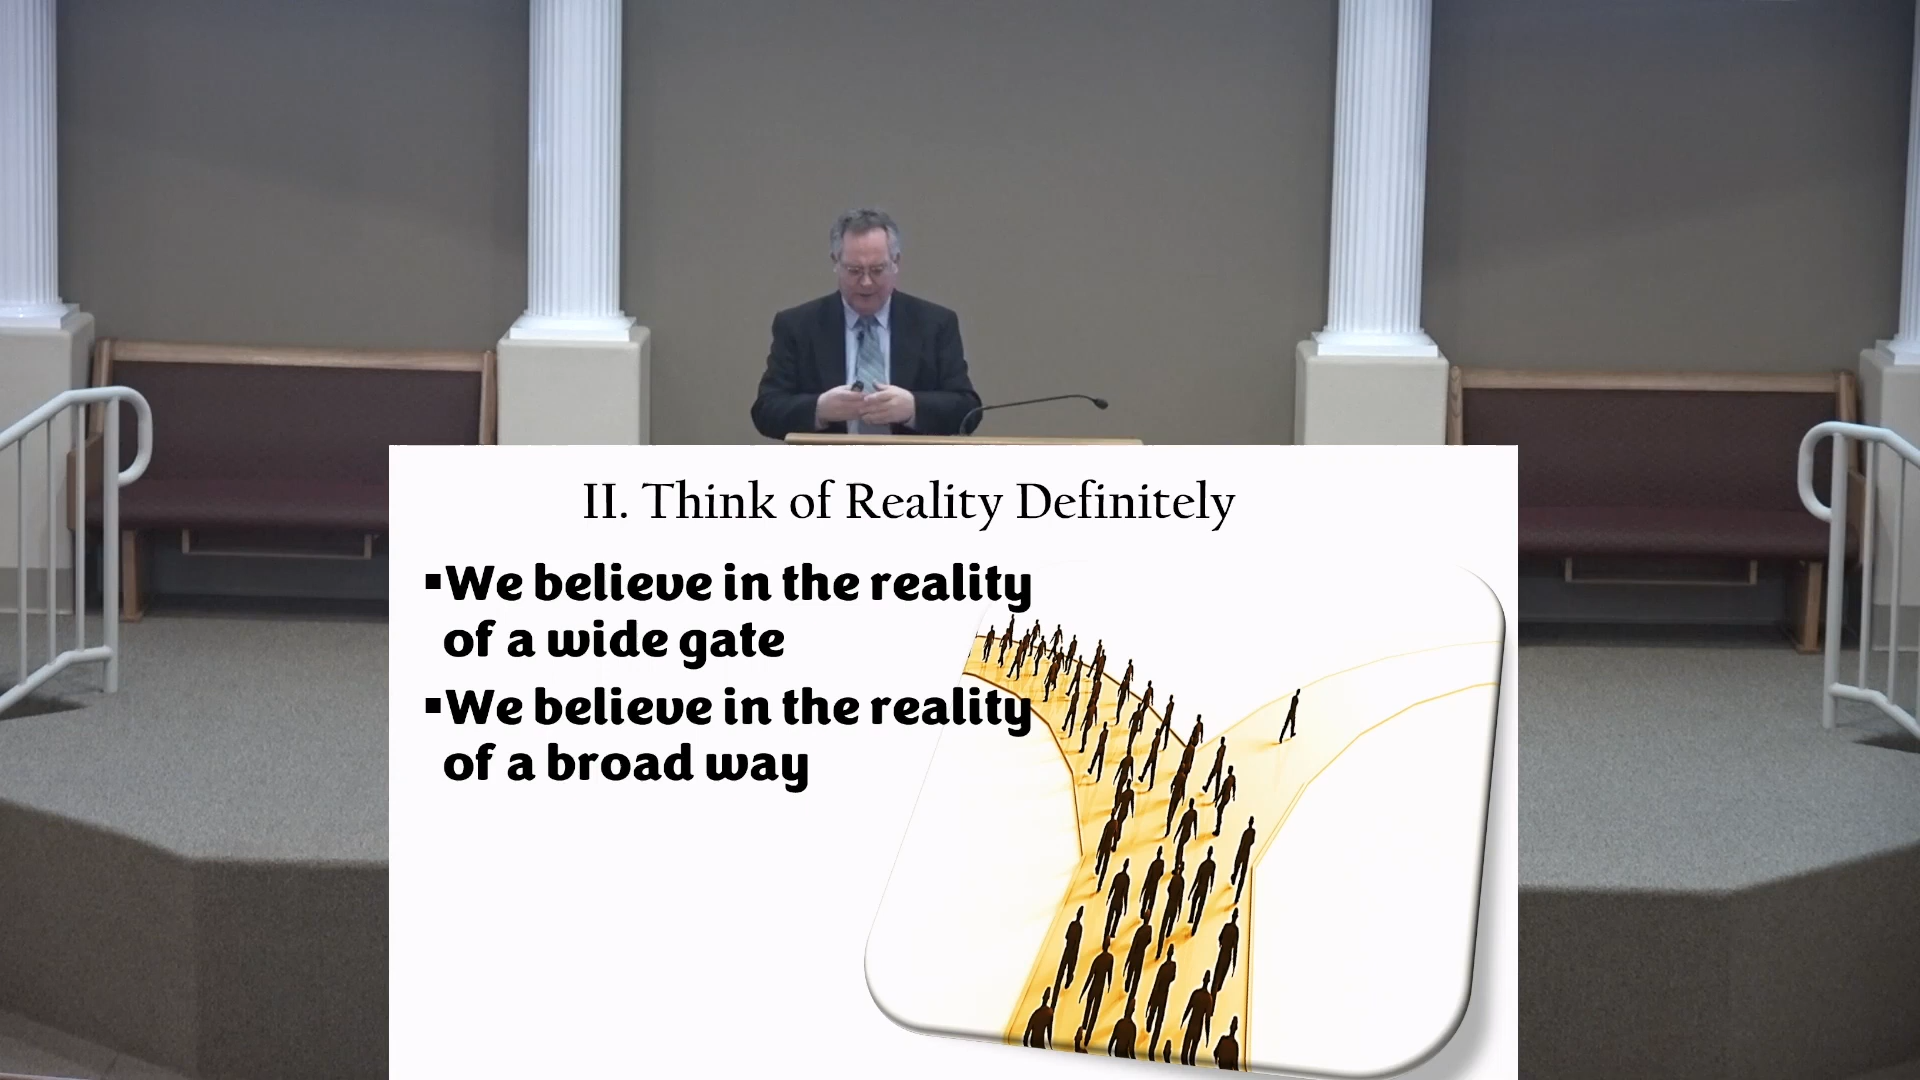 II. Think of Reality Definitely
▪We believe in the reality
of a wide gate
▪We believe in the reality
of a broad way